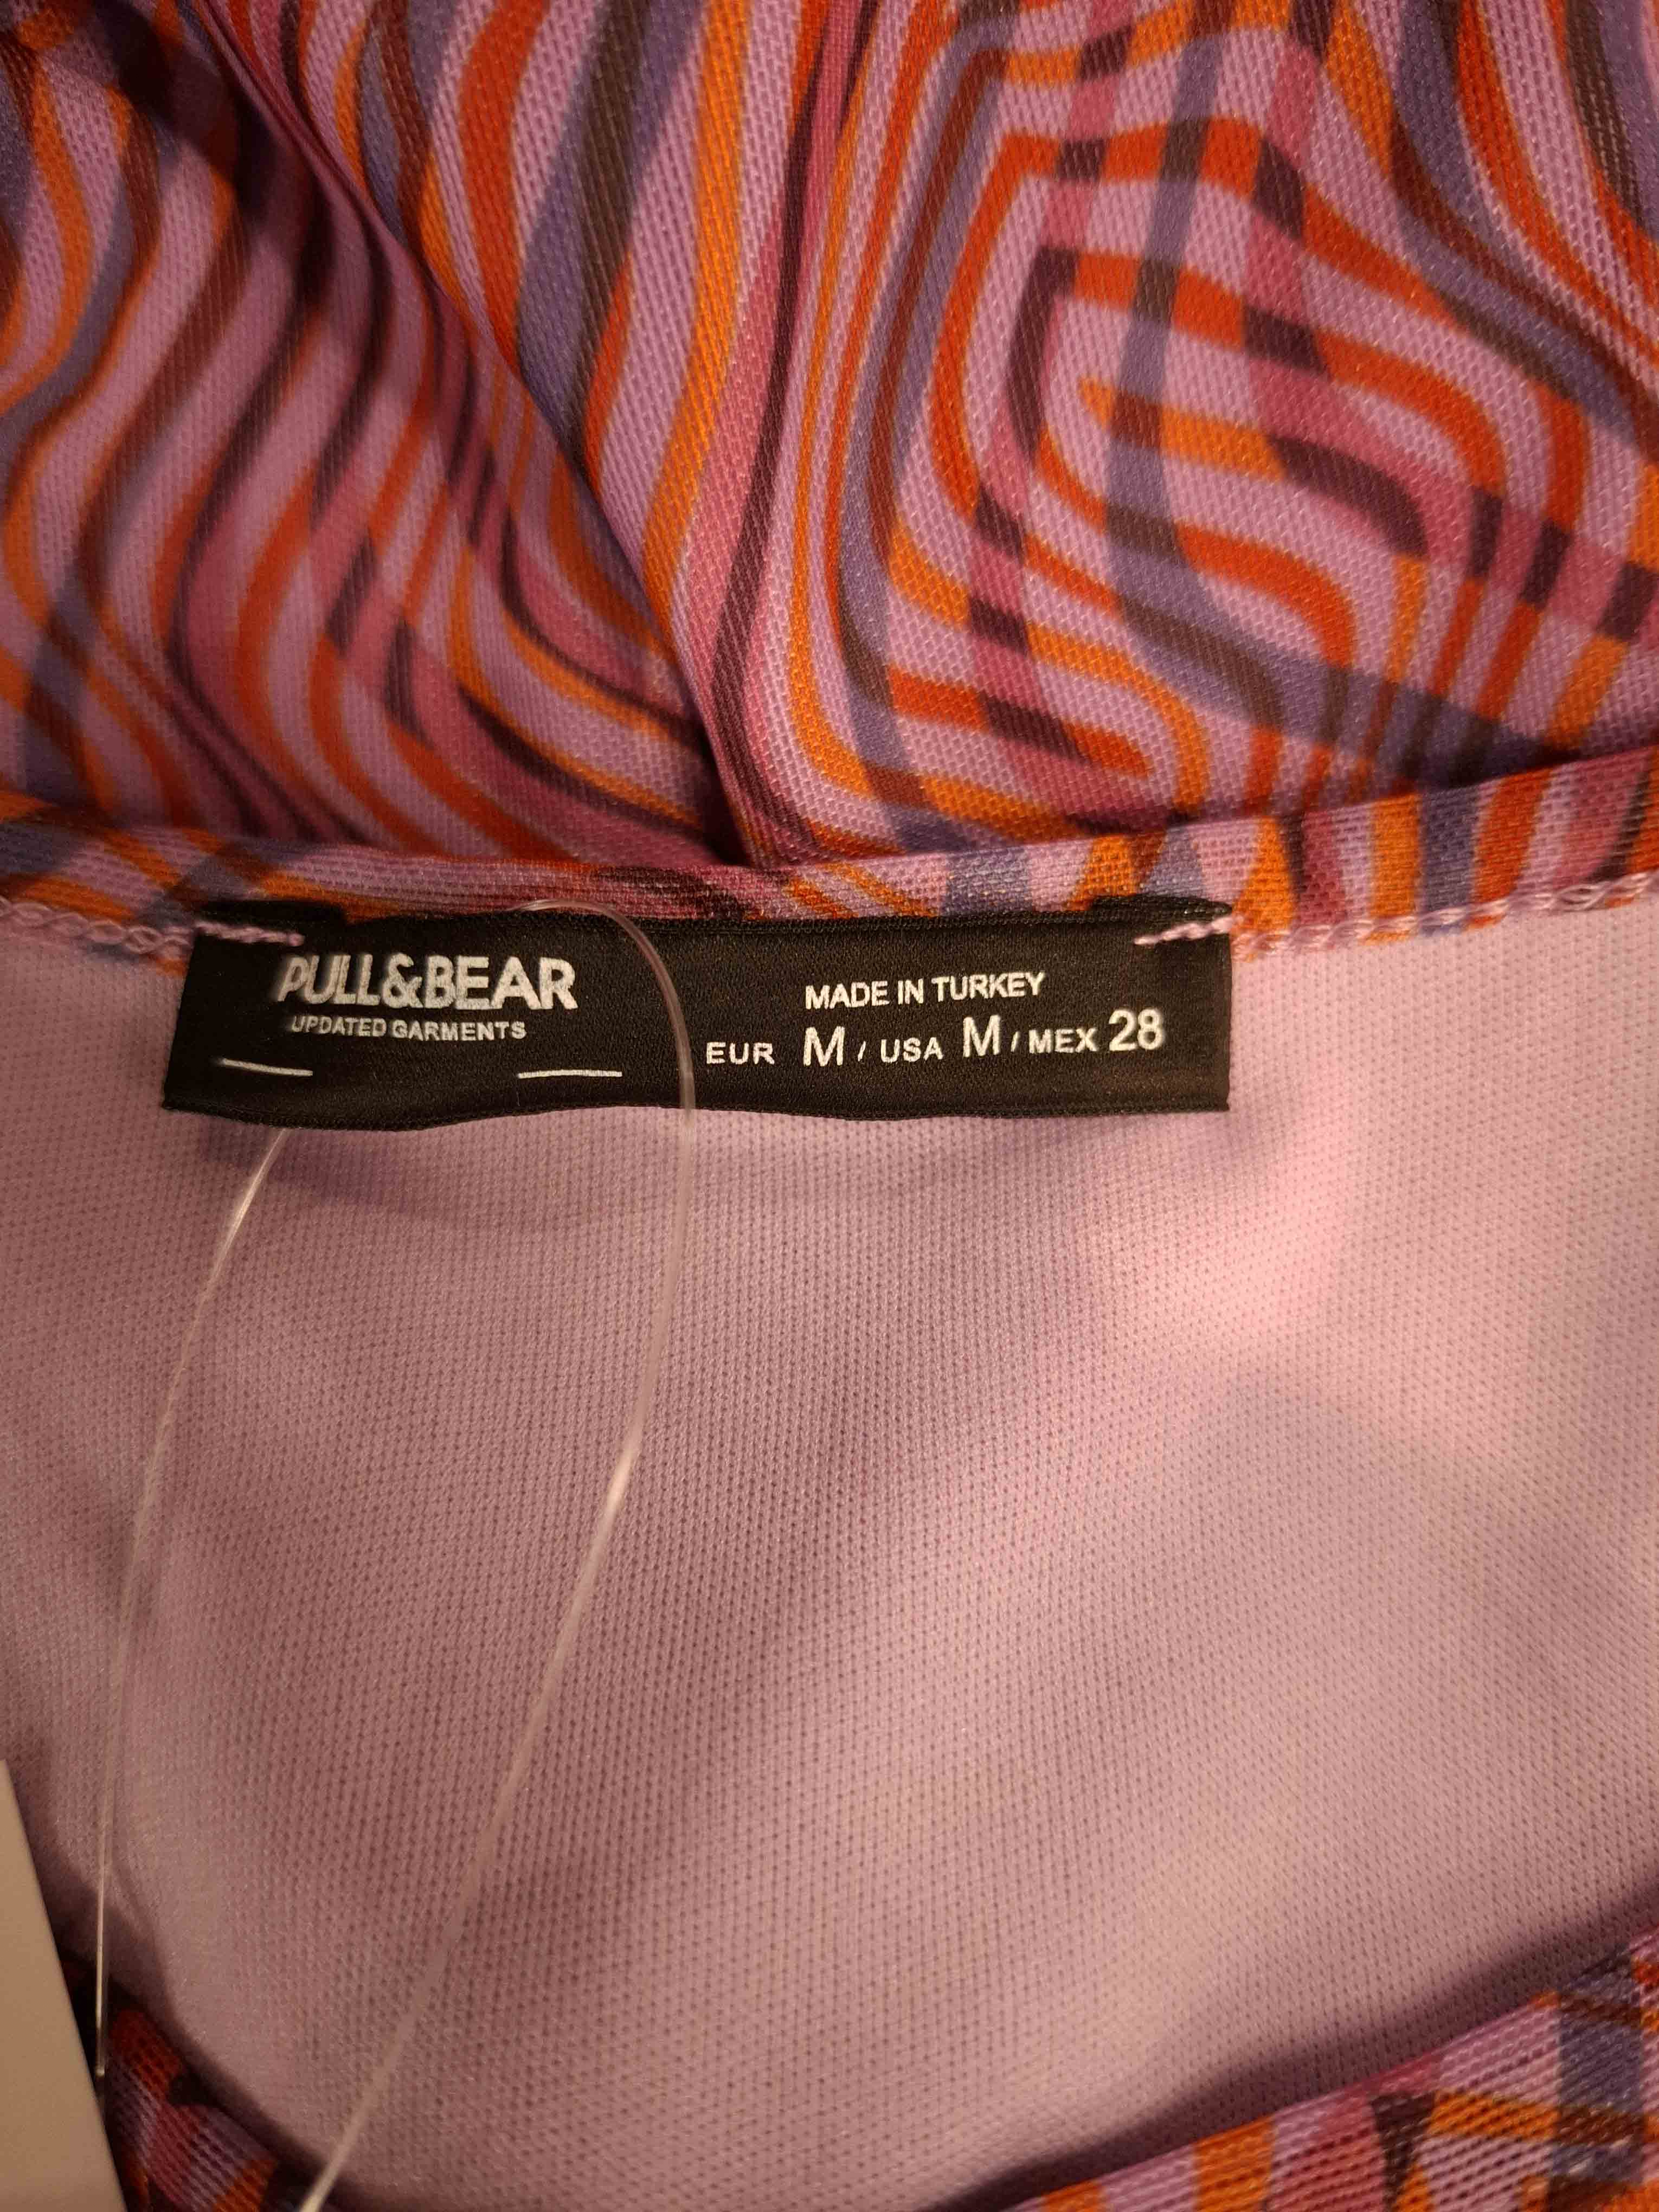 PULL&BEAR
UPDATED GARMENTS
MADE IN TURKEY
EUR M / USA M / MEX 28